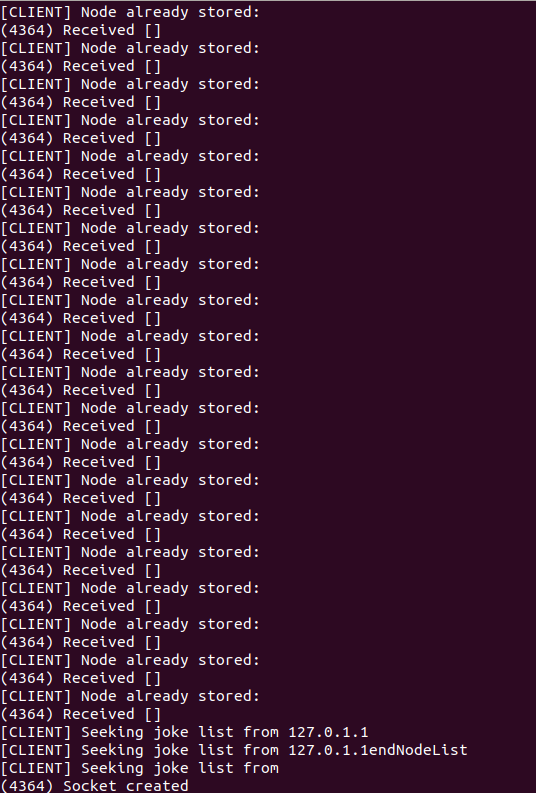 [CLIENT] Node already stored:
(4364) Received []
[CLIENT] Node already stored:
(4364) Received []
[CLIENT] Node already stored:
(4364) Received []
[CLIENT] Node already stored:
(4364) Received []
[CLIENT] Node already stored:
(4364) Received []
[CLIENT] Node already stored:
(4364) Received []
[CLIENT] Node already stored:
(4364) Received []
[CLIENT] Node already stored:
(4364) Received []
[CLIENT] Node already stored:
(4364) Received []
[CLIENT] Node already stored:
(4364) Received []
[CLIENT] Node already stored:
(4364) Received []
[CLIENT] Node already stored:
(4364) Received []
[CLIENT] Node already stored:
(4364) Received []
[CLIENT] Node already stored:
(4364) Received []
[CLIENT] Node already stored:
(4364) Received []
[CLIENT] Node already stored:
(4364) Received []
[CLIENT] Node already stored:
(4364) Received []
[CLIENT] Node already stored:
(4364) Received []
[CLIENT] Node already stored:
(4364) Received []
[CLIENT] Node already stored:
(4364) Received []
[CLIENT] Seeking joke list from 127.0.1.1
[CLIENT] Seeking joke list from 127.0.1.1endNodeList
[CLIENT] Seeking joke list from
(4364) Socket created